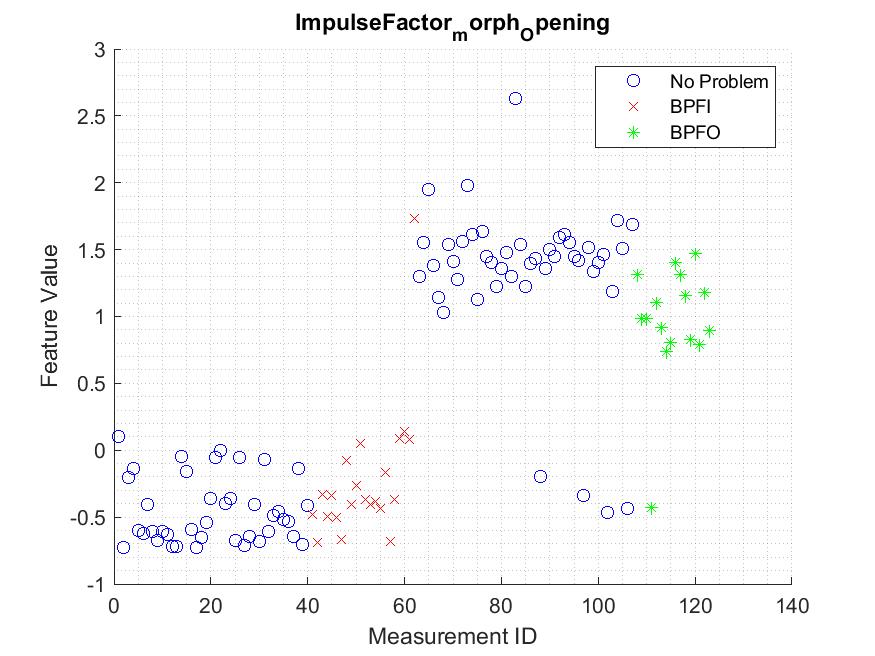 ImpulseFactor_morph_Opening
3
2.5
2
1.5
1
0.5
0
-0.5
-1
Feature Value
No Problem
BPFI
BPFO
0 20 40 60 80 100 120 140
Measurement ID